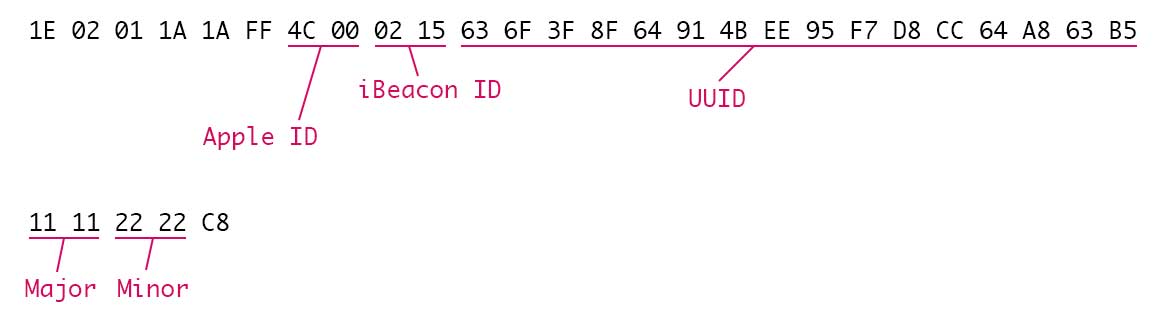 1E 02 01 1A 1A FF 4C 00 02 15 63 6F 3F 8F 64 91 4B EE 95 F7 D8 CC 64 A8 63 B5
iBeacon ID
UUID
Apple ID
11 11 22 22 C8
Major Minor